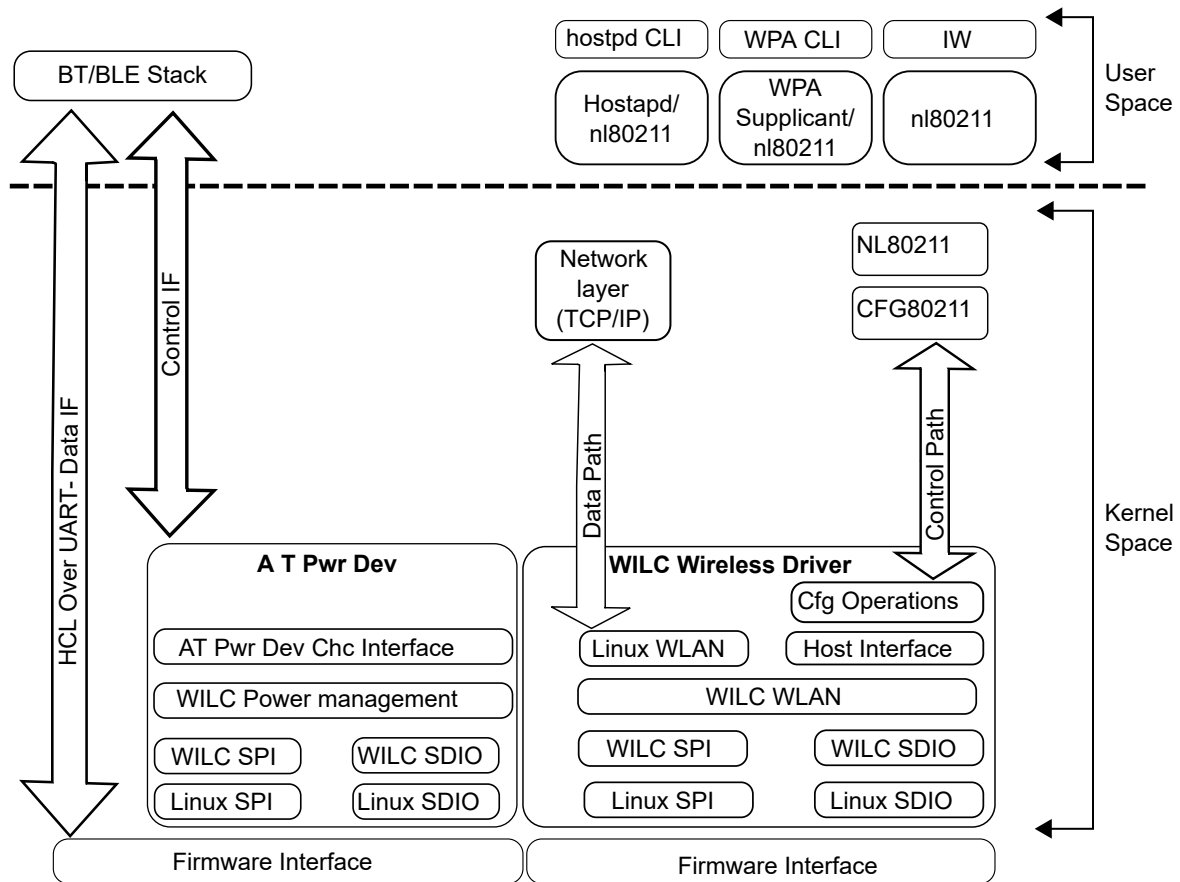 hostpd CLI
WPA CLI
IW
BT/BLE Stack
Hostapd/
nl80211
WPA
Supplicant/
nl80211
nl80211
User
Space
HCL Over UART- Data IF
Control IF
Network
layer
(TCP/IP)
NL80211
CFG80211
Data Path
Control Path
Kernel
Space
A T Pwr Dev
AT Pwr Dev Chc Interface
WILC Power management
WILC SPI
WILC SDIO
Linux SPI
Linux SDIO
WILC Wireless Driver
Cfg Operations
Linux WLAN
Host Interface
WILC WLAN
WILC SPI
WILC SDIO
Linux SPI
Linux SDIO
Firmware Interface
Firmware Interface